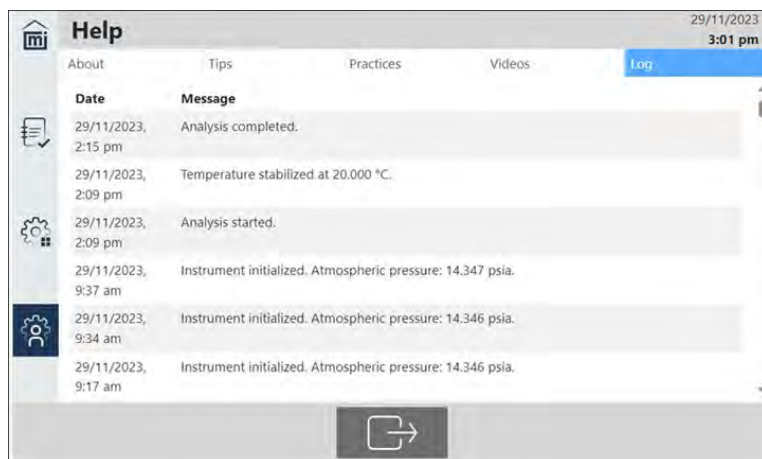 mi
Help
29/11/2023
3:01 pm
About Tips Practices Videos Log
Date Message
29/11/2023, Analysis completed.
2:15 pm
29/11/2023, Temperature stabilized at 20.000 °C.
2:09 pm
29/11/2023, Analysis started.
2:09 pm
29/11/2023, Instrument initialized. Atmospheric pressure: 14.347 psia.
9:37 am
29/11/2023, Instrument initialized. Atmospheric pressure: 14.346 psia.
9:34 am
29/11/2023, Instrument initialized. Atmospheric pressure: 14.346 psia.
9:17 am